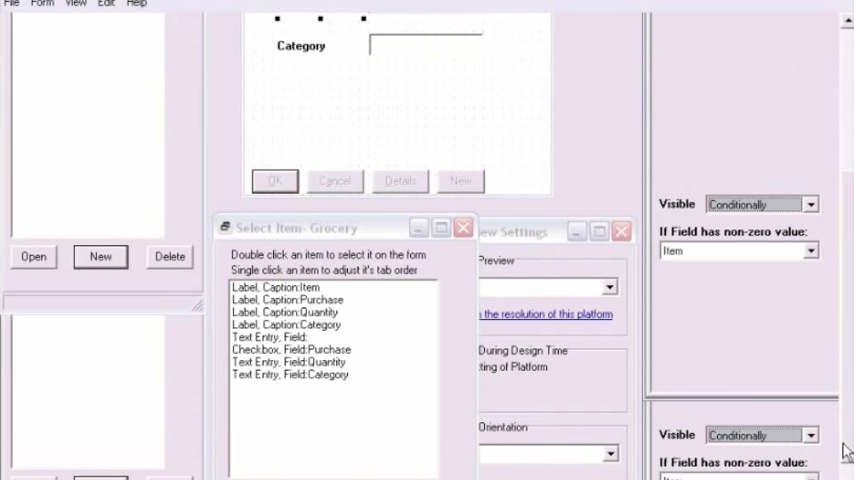 File Form View Edit Help
Category
OK Cancel Details New
Visible Conditionally
If Field has non-zero value:
Item
Open New Delete
Select Item- Grocery
Double click an item to select it on the form
Single click an item to adjust it's tab order
Label, Caption:Item
Label, Caption:Purchase
Label, Caption:Quantity
Label, Caption:Category
Text Entry, Field:
Checkbox, Field:Purchase
Text Entry, Field:Quantity
Text Entry, Field:Category
Settings
Preview
the resolution of this platform
During Design Time
of Platform
Orientation
Visible Conditionally
If Field has non-zero value: